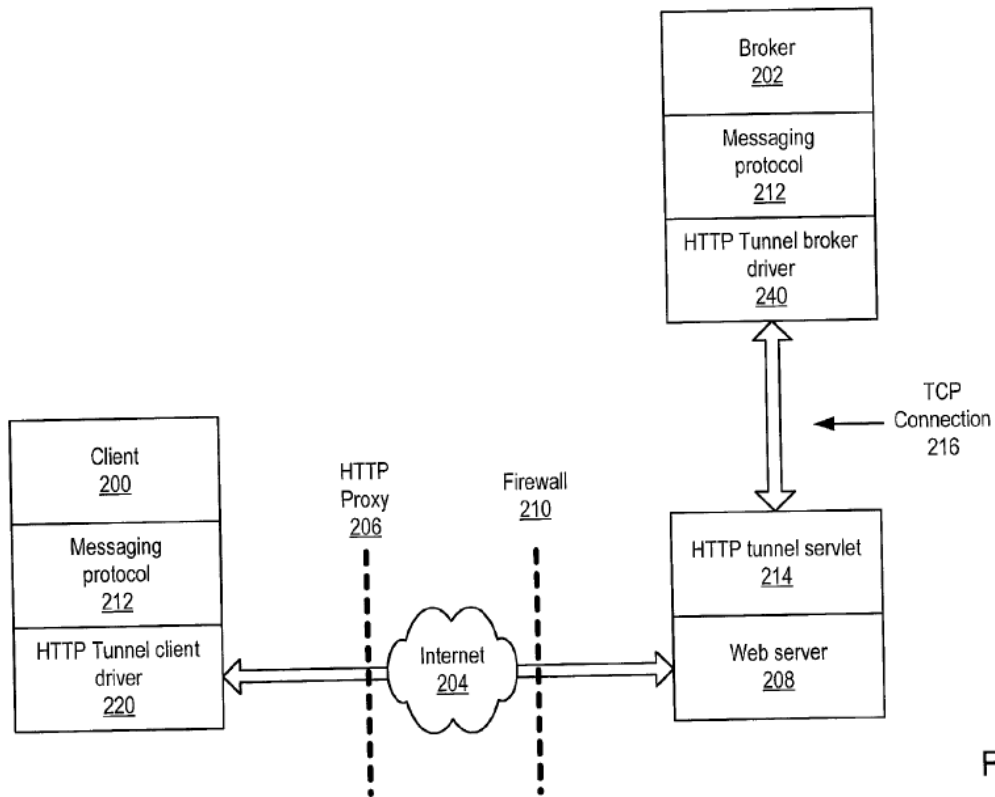 Broker
202
Messaging
protocol
212
HTTP Tunnel broker
driver
240
TCP
Connection
216
Client
200
Messaging
protocol
212
HTTP Tunnel client
driver
220
HTTP
Proxy
206
Firewall
210
Internet
204
HTTP tunnel servlet
214
Web server
208
F